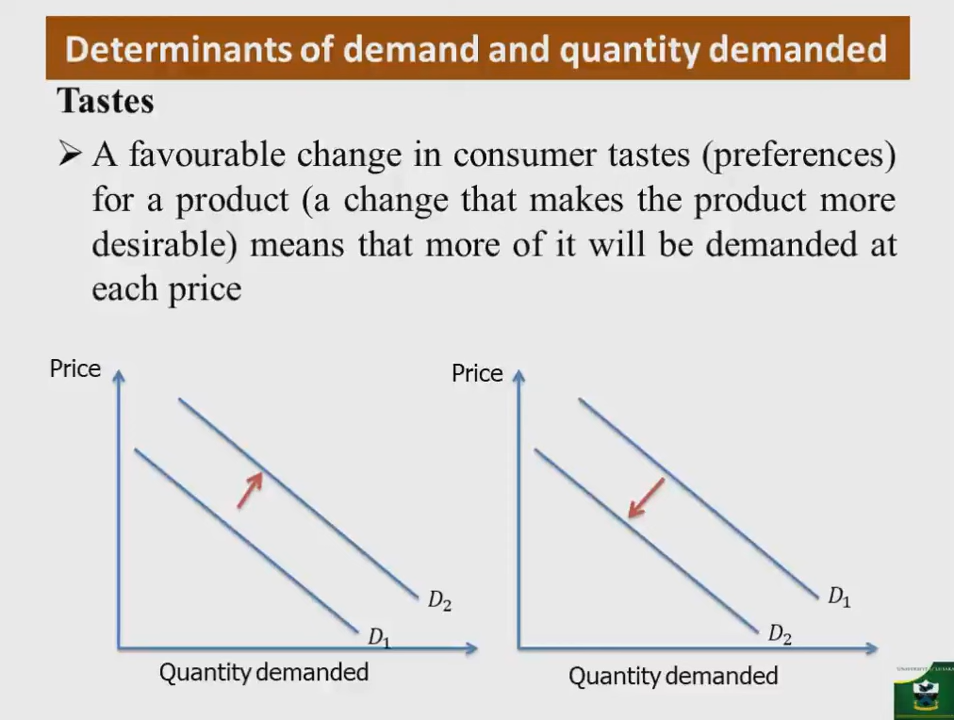 Determinants of demand and quantity demanded
Tastes
➢ A favourable change in consumer tastes (preferences)
for a product (a change that makes the product more
desirable) means that more of it will be demanded at
each price
Price
D₂
D₁
Quantity demanded
Price
D₁
D₂
Quantity demanded